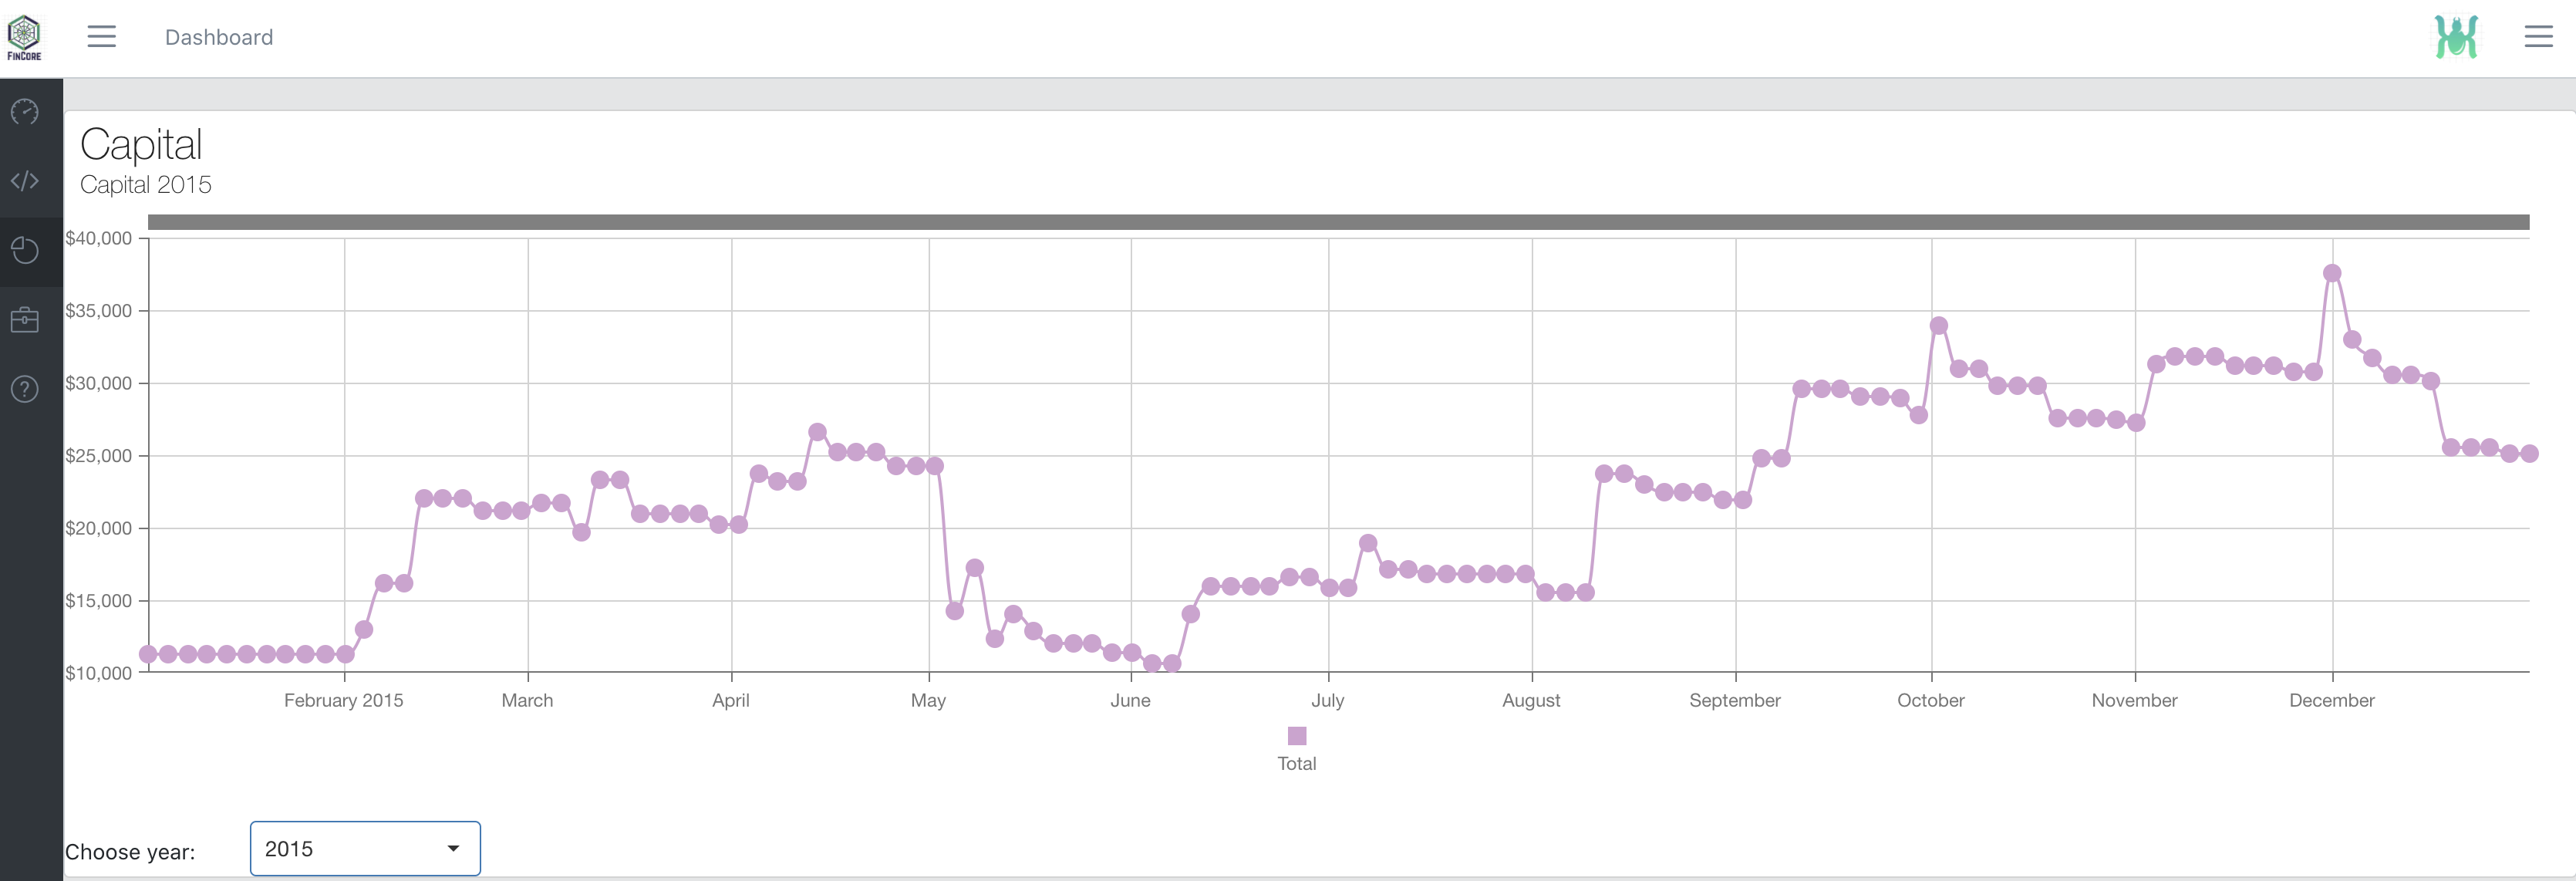 FINCORE
Dashboard
Capital
Capital 2015
$40,000
$35,000
$30,000
$25,000
$20,000
$15,000
$10,000
February 2015 March April May June July August September October November December
Total
Choose year: 2015